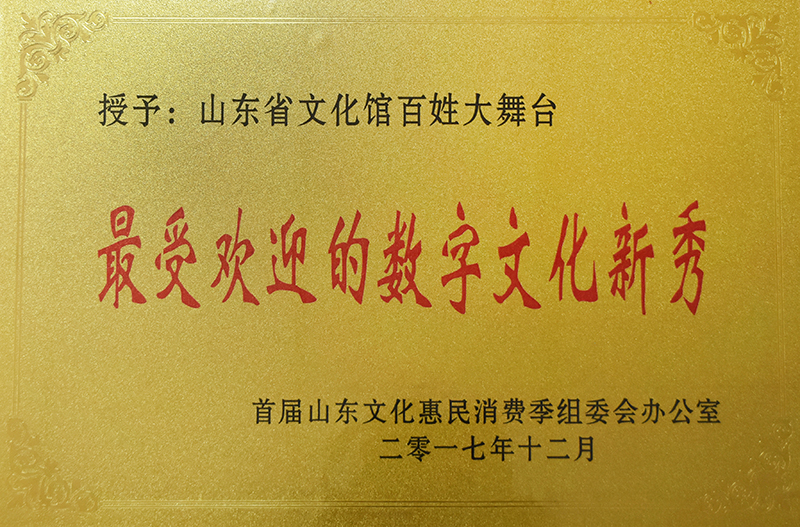 授予：山东省文化馆百姓大舞台
最受欢迎的数字文化新秀
首届山东文化惠民消费季组委会办公室
二零一七年十二月